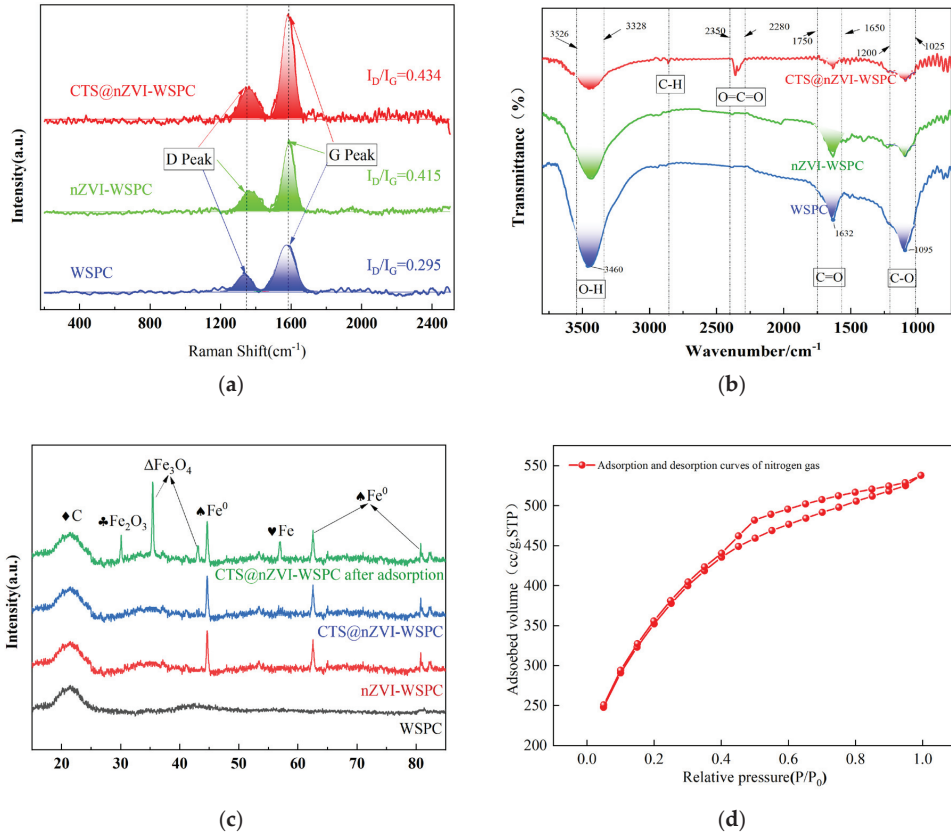 CTS@nZVI-WSPC
I_D/I_G=0.434
D Peak
G Peak
nZVI-WSPC
I_D/I_G=0.415
WSPC
I_D/I_G=0.295
200
800
1200
1600
2000
2400
Raman Shift(cm⁻¹)
Intensity(a.u.)
(a)
3526
3328
2350
2280
1750
1650
1200
1025
C-H
O=C=O
CTS@nZVI-WSPC
nZVI-WSPC
WSPC
1632
1095
3460
O-H
C=O
C-O
3500
3000
2500
2000
1500
1000
Wavenumber/cm⁻¹
Transmittance（%）
(b)
ΔFe₃O₄
♦C
♣Fe₂O₃
♠Fe⁰
♥Fe
♠Fe⁰
CTS@nZVI-WSPC after adsorption
CTS@nZVI-WSPC
nZVI-WSPC
WSPC
20
30
40
50
60
70
80
Intensity(a.u.)
(c)
Adsorption and desorption curves of nitrogen gas
550
500
450
400
350
300
250
200
0.0
0.2
0.4
0.6
0.8
1.0
Relative pressure(P/P₀)
Adsoebed volume（cc/g,STP）
(d)